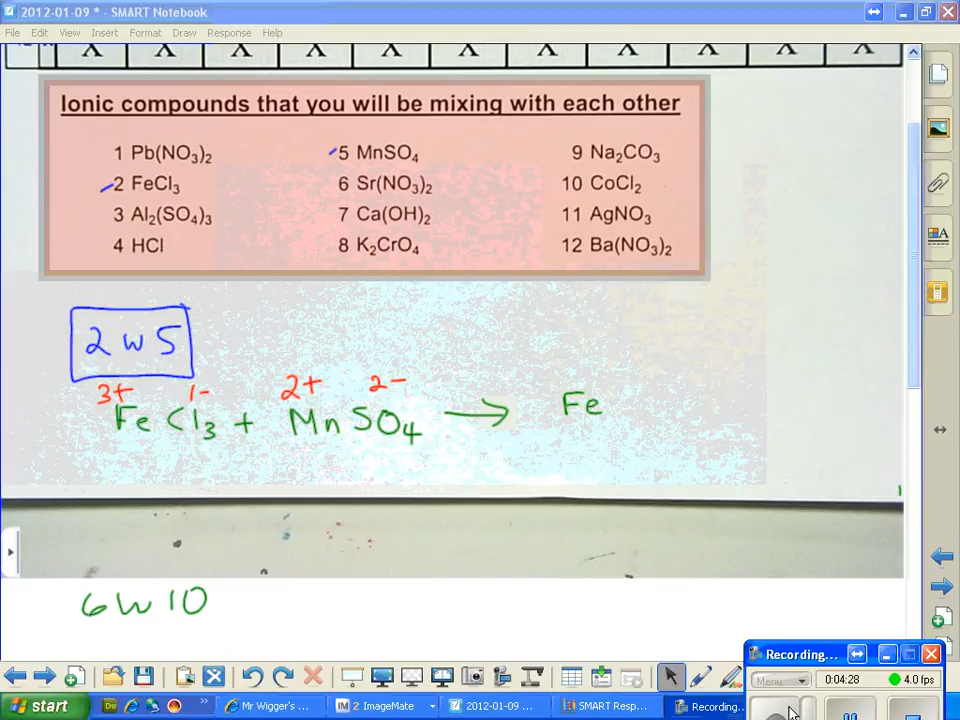 2012-01-09 * - SMART Notebook
File Edit View Insert Format Draw Response Help
X X X X X X X X X X X
Ionic compounds that you will be mixing with each other
1 Pb(NO₃)₂ 5 MnSO₄ 9 Na₂CO₃
2 FeCl₃ 6 Sr(NO₃)₂ 10 CoCl₂
3 Al₂(SO₄)₃ 7 Ca(OH)₂ 11 AgNO₃
4 HCl 8 K₂CrO₄ 12 Ba(NO₃)₂
2 w 5
3+ 1- 2+ 2-
FeCl₃ + MnSO₄ → Fe
6 w 10
Recording...
Menu 0:04:28 4.0 fps
start Mr Wigger's... 2 ImageMate 2012-01-09 ... SMART Resp... Recording...